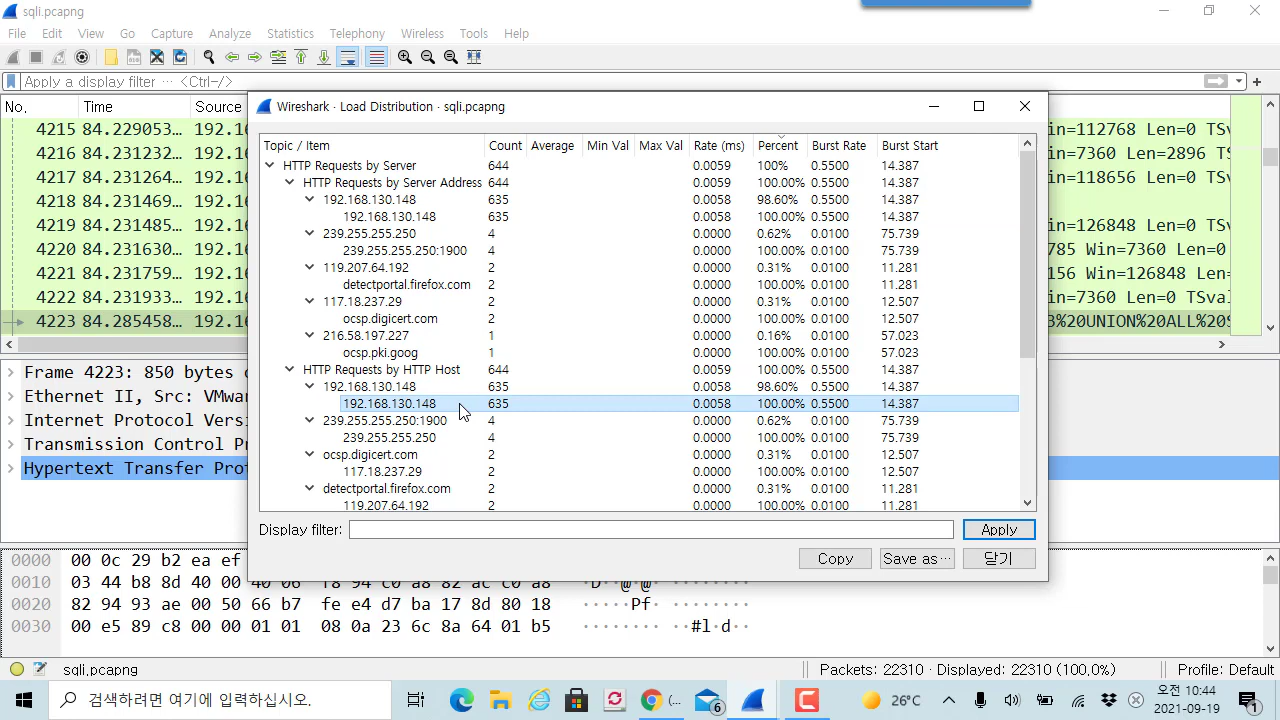 sqli.pcapng
File Edit View Go Capture Analyze Statistics Telephony Wireless Tools Help
Apply a display filter ··· <Ctrl-/>
No. Time Source
4215 84.229053… 192.16 in=112768 Len=0 TSv
4216 84.231232… 192.16 in=7360 Len=2896 TS
4217 84.231264… 192.16 in=118656 Len=0 TSv
4218 84.231469… 192.16
4219 84.231485… 192.16 in=126848 Len=0 TSv
4220 84.231630… 192.16 785 Win=7360 Len=0
4221 84.231759… 192.16 156 Win=126848 Len=
4222 84.231933… 192.16 in=7360 Len=0 TSval
4223 84.285458… 192.16 3%20UNION%20ALL%20S
Wireshark · Load Distribution · sqli.pcapng
Topic / Item Count Average Min Val Max Val Rate (ms) Percent Burst Rate Burst Start
HTTP Requests by Server 644 0.0059 100% 0.5500 14.387
HTTP Requests by Server Address 644 0.0059 100.00% 0.5500 14.387
192.168.130.148 635 0.0058 98.60% 0.5500 14.387
192.168.130.148 635 0.0058 100.00% 0.5500 14.387
239.255.255.250 4 0.0000 0.62% 0.0100 75.739
239.255.255.250:1900 4 0.0000 100.00% 0.0100 75.739
119.207.64.192 2 0.0000 0.31% 0.0100 11.281
detectportal.firefox.com 2 0.0000 100.00% 0.0100 11.281
117.18.237.29 2 0.0000 0.31% 0.0100 12.507
ocsp.digicert.com 2 0.0000 100.00% 0.0100 12.507
216.58.197.227 1 0.0000 0.16% 0.0100 57.023
ocsp.pki.goog 1 0.0000 100.00% 0.0100 57.023
HTTP Requests by HTTP Host 644 0.0059 100.00% 0.5500 14.387
192.168.130.148 635 0.0058 98.60% 0.5500 14.387
192.168.130.148 635 0.0058 100.00% 0.5500 14.387
239.255.255.250:1900 4 0.0000 0.62% 0.0100 75.739
239.255.255.250 4 0.0000 100.00% 0.0100 75.739
ocsp.digicert.com 2 0.0000 0.31% 0.0100 12.507
117.18.237.29 2 0.0000 100.00% 0.0100 12.507
detectportal.firefox.com 2 0.0000 0.31% 0.0100 11.281
119.207.64.192 2 0.0000 100.00% 0.0100 11.281
Display filter: Apply
Copy Save as··· 닫기
Frame 4223: 850 bytes
Ethernet II, Src: VMwa
Internet Protocol Vers
Transmission Control P
Hypertext Transfer Pro
0000 00 0c 29 b2 ea ef
0010 03 44 b8 8d 40 00 40 06 f8 94 c0 a8 82 ac c0 a8 ·D··@·@· ········
0020 82 94 93 ae 00 50 66 b7 fe e4 d7 ba 17 8d 80 18 ·····Pf· ········
0030 00 e5 89 c8 00 00 01 01 08 0a 23 6c 8a 64 01 b5 ········ ··#l·d··
sqli.pcapng Packets: 22310 · Displayed: 22310 (100.0%) Profile: Default
검색하려면 여기에 입력하십시오. (… 6 26°C 오전 10:44
2021-09-19 1